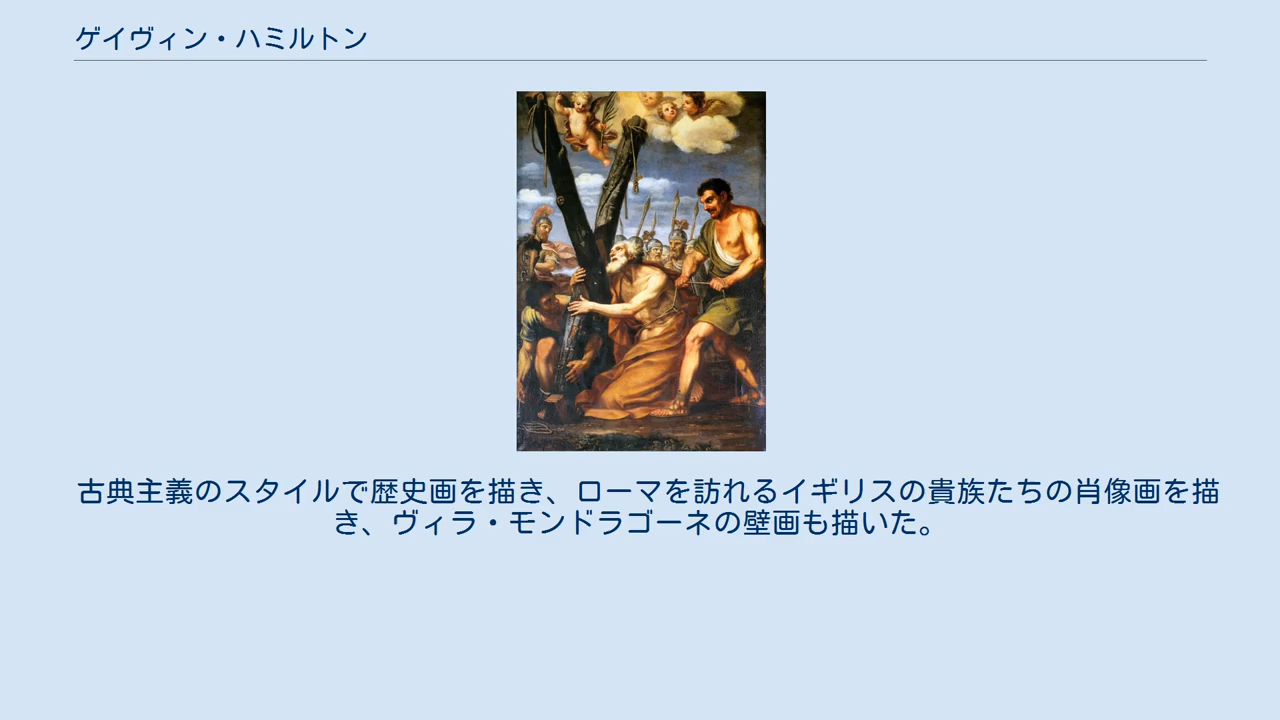 ゲイヴィン・ハミルトン
古典主義のスタイルで歴史画を描き、ローマを訪れるイギリスの貴族たちの肖像画を描
き、ヴィラ・モンドラゴーネの壁画も描いた。